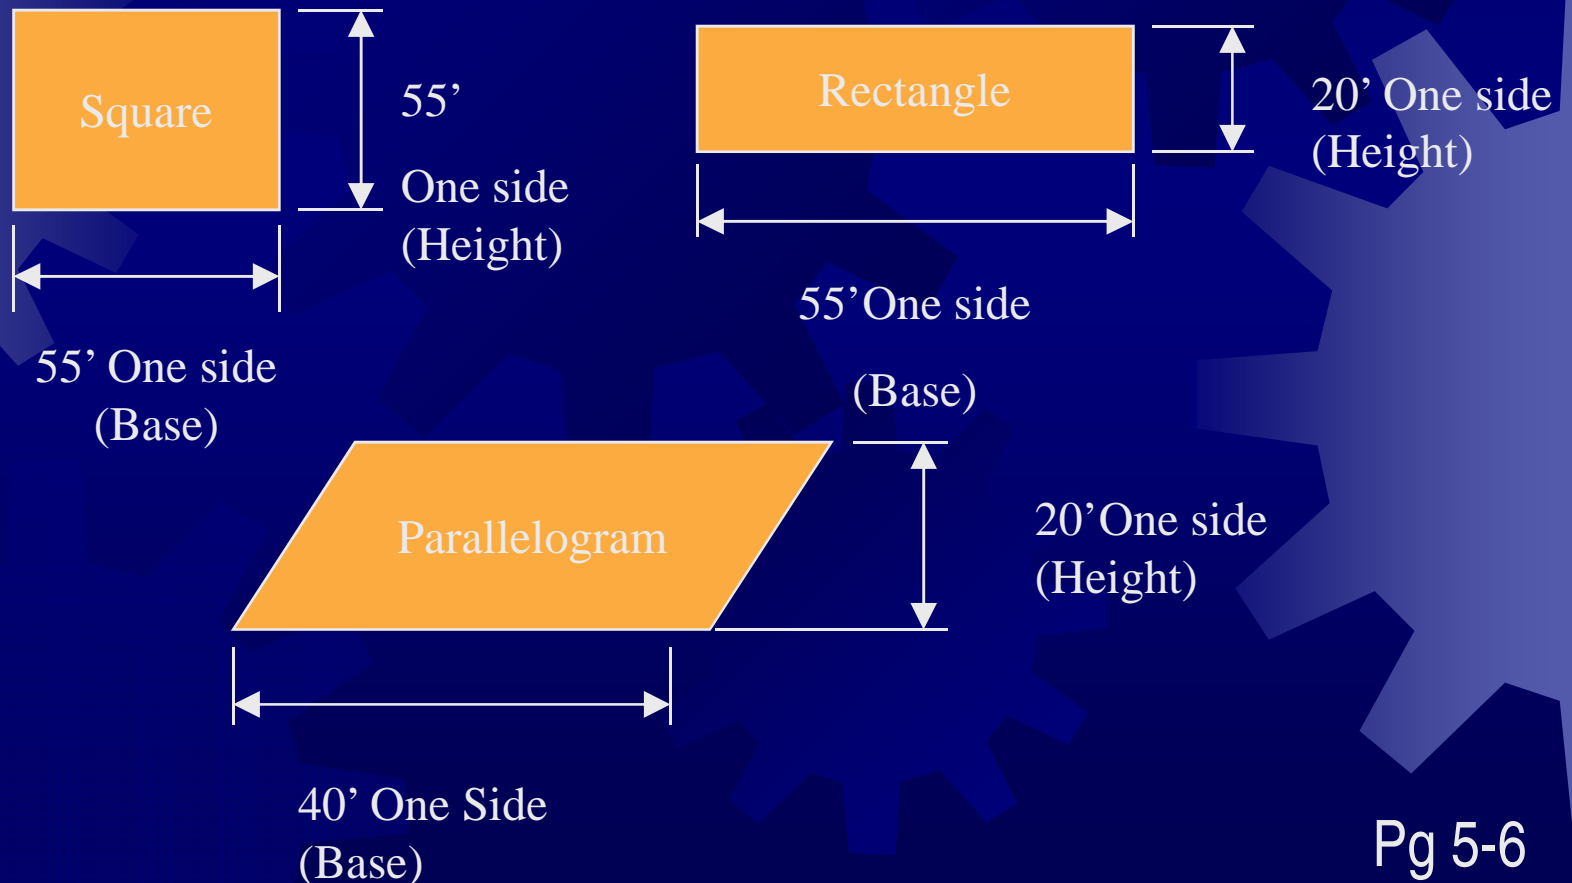 Square
55’
One side
(Height)
55’ One side
(Base)
Rectangle
20’ One side
(Height)
55’One side
(Base)
Parallelogram
20’One side
(Height)
40’ One Side
(Base)
Pg 5-6